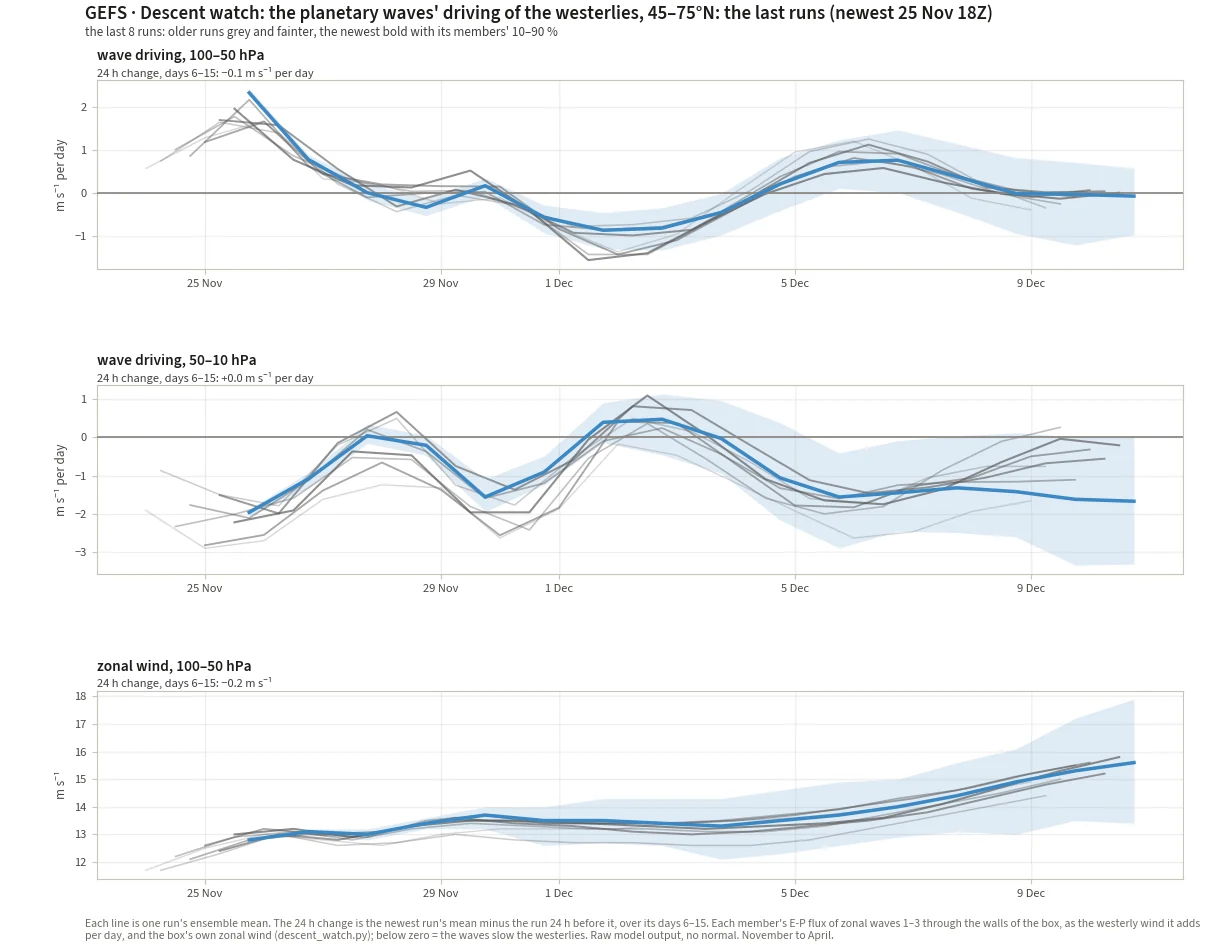 GEFS · Descent watch: the planetary waves' driving of the westerlies, 45–75°N: the last runs (newest 25 Nov 18Z)
the last 8 runs: older runs grey and fainter, the newest bold with its members' 10–90 %
wave driving, 100–50 hPa
24 h change, days 6–15: −0.1 m s⁻¹ per day
2
1
0
−1
m s⁻¹ per day
25 Nov
29 Nov
1 Dec
5 Dec
9 Dec
wave driving, 50–10 hPa
24 h change, days 6–15: +0.0 m s⁻¹ per day
1
0
−1
−2
−3
m s⁻¹ per day
25 Nov
29 Nov
1 Dec
5 Dec
9 Dec
zonal wind, 100–50 hPa
24 h change, days 6–15: −0.2 m s⁻¹
18
17
16
15
14
13
12
m s⁻¹
25 Nov
29 Nov
1 Dec
5 Dec
9 Dec
Each line is one run's ensemble mean. The 24 h change is the newest run's mean minus the run 24 h before it, over its days 6–15. Each member's E-P flux of zonal waves 1–3 through the walls of the box, as the westerly wind it adds
per day, and the box's own zonal wind (descent_watch.py); below zero = the waves slow the westerlies. Raw model output, no normal. November to April.